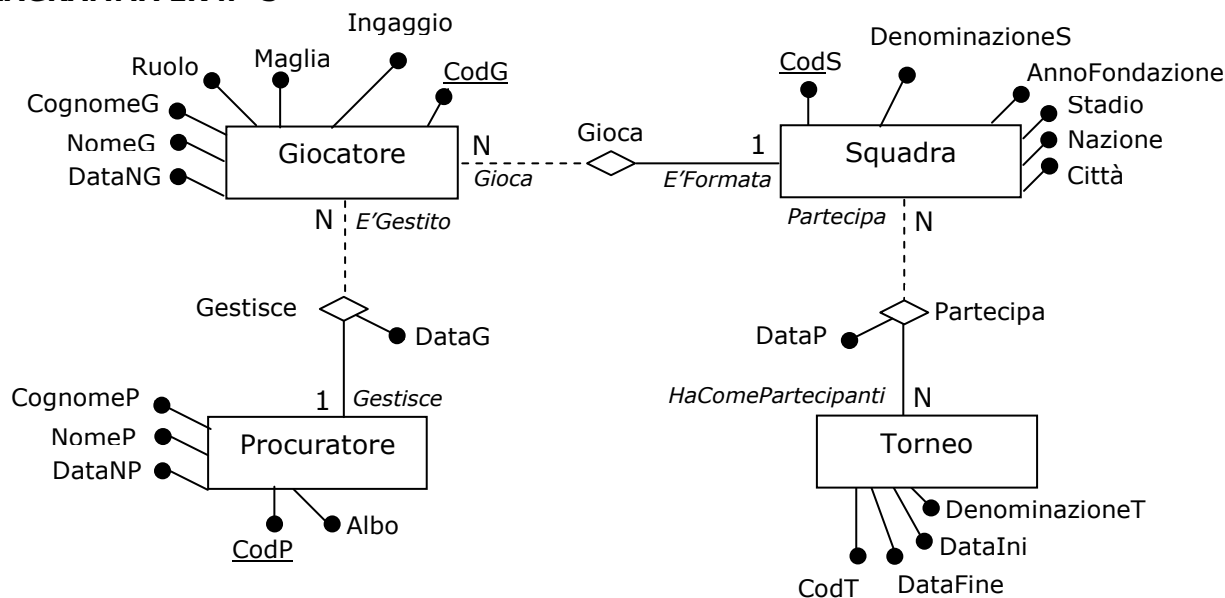 Ingaggio
DenominazioneS
Maglia
Ruolo
CodG
CodS
AnnoFondazione
CognomeG
Stadio
Gioca
NomeG
Giocatore
N
1
Squadra
Nazione
DataNG
Gioca
E'Formata
Città
N
E'Gestito
Partecipa
N
Gestisce
DataG
Partecipa
DataP
CognomeP
1
Gestisce
HaComePartecipanti
N
NomeP
Procuratore
Torneo
DataNP
DenominazioneT
Albo
CodP
DataIni
CodT
DataFine